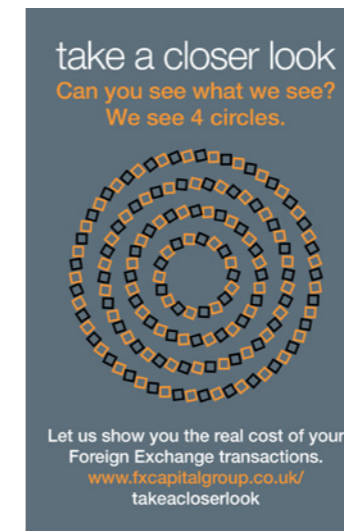 take a closer look
Can you see what we see?
We see 4 circles.
Let us show you the real cost of your
Foreign Exchange transactions.
www.fxcapitalgroup.co.uk/
takeacloserlook